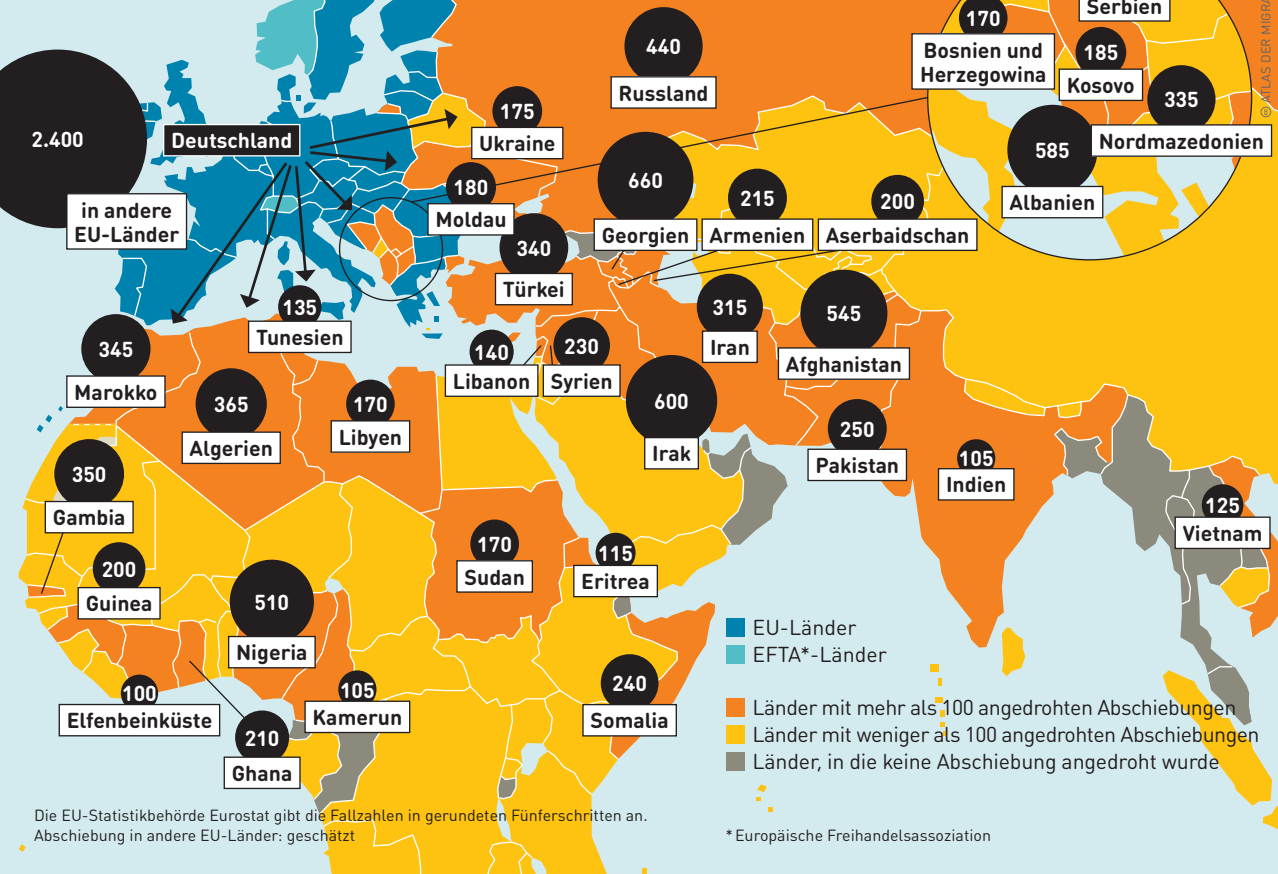 Serbien
170
Bosnien und
Herzegowina
185
Kosovo
335
Nordmazedonien
585
Albanien
© ATLAS DER MIGRA
440
Russland
2.400
in andere
EU-Länder
Deutschland
175
Ukraine
180
Moldau
660
Georgien
215
Armenien
200
Aserbaidschan
340
Türkei
135
Tunesien
315
Iran
545
Afghanistan
345
Marokko
140
Libanon
230
Syrien
365
Algerien
170
Libyen
600
Irak
250
Pakistan
105
Indien
350
Gambia
125
Vietnam
200
Guinea
170
Sudan
115
Eritrea
510
Nigeria
100
Elfenbeinküste
105
Kamerun
240
Somalia
210
Ghana
EU-Länder
EFTA*-Länder
Länder mit mehr als 100 angedrohten Abschiebungen
Länder mit weniger als 100 angedrohten Abschiebungen
Länder, in die keine Abschiebung angedroht wurde
Die EU-Statistikbehörde Eurostat gibt die Fallzahlen in gerundeten Fünferschritten an.
Abschiebung in andere EU-Länder: geschätzt
* Europäische Freihandelsassoziation